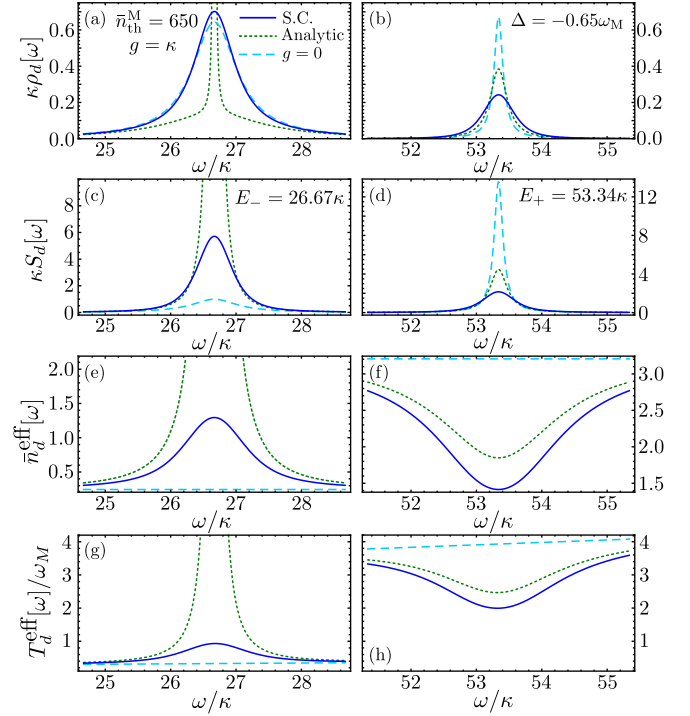 (a) n̄_th^M = 650
g = κ
S.C.
Analytic
g=0
κρ_d[ω]
0.6
0.4
0.2
0.0
25 26 27 28
ω/κ
(b) Δ = −0.65ω_M
0.6
0.4
0.2
0.0
52 53 54 55
ω/κ
(c) E_− = 26.67κ
κS_d[ω]
8
6
4
2
0
25 26 27 28
ω/κ
(d) E_+ = 53.34κ
12
8
4
0
52 53 54 55
ω/κ
(e)
n̄_d^eff[ω]
2.0
1.5
1.0
0.5
25 26 27 28
ω/κ
(f)
3.0
2.5
2.0
1.5
52 53 54 55
ω/κ
(g)
T_d^eff[ω]/ω_M
4
3
2
1
25 26 27 28
ω/κ
(h)
4
3
2
1
52 53 54 55
ω/κ